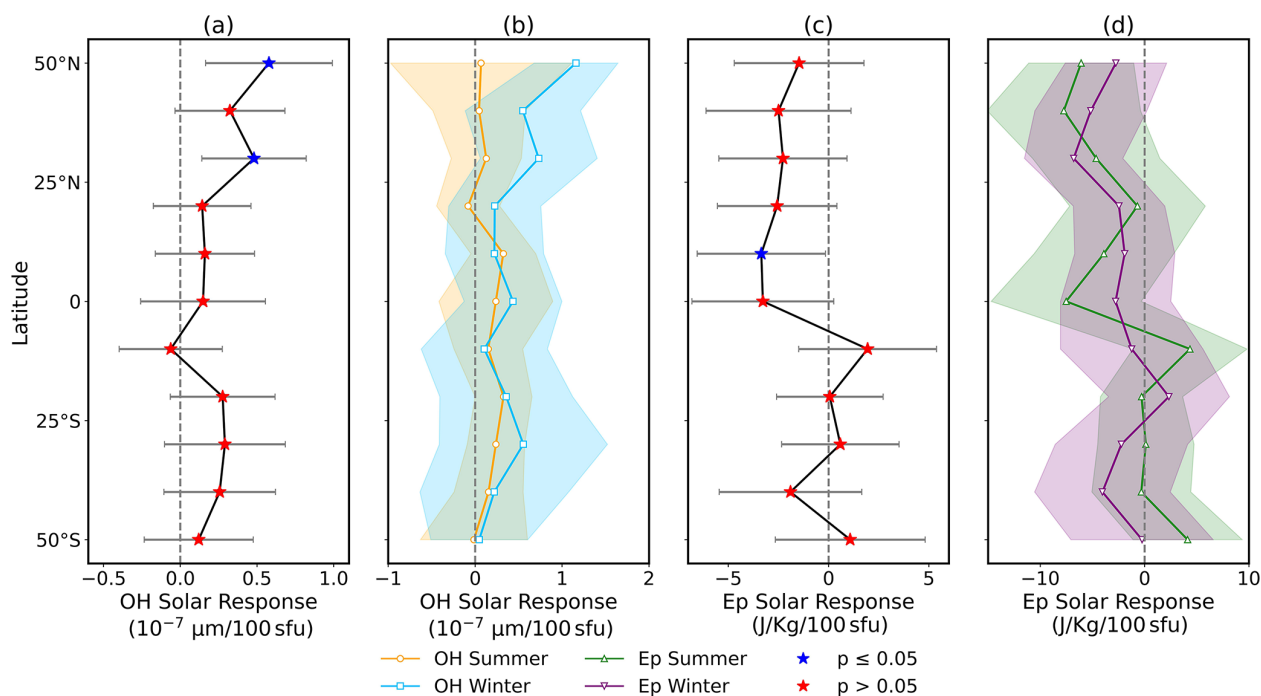 (a) (b) (c) (d)
50°N
25°N
0
25°S
50°S
Latitude
−0.5 0.0 0.5 1.0
−1 0 1 2
−5 0 5
−10 0 10
OH Solar Response
(10⁻⁷ μm/100 sfu)
OH Solar Response
(10⁻⁷ μm/100 sfu)
Ep Solar Response
(J/Kg/100 sfu)
Ep Solar Response
(J/Kg/100 sfu)
OH Summer Ep Summer p ≤ 0.05
OH Winter Ep Winter p > 0.05